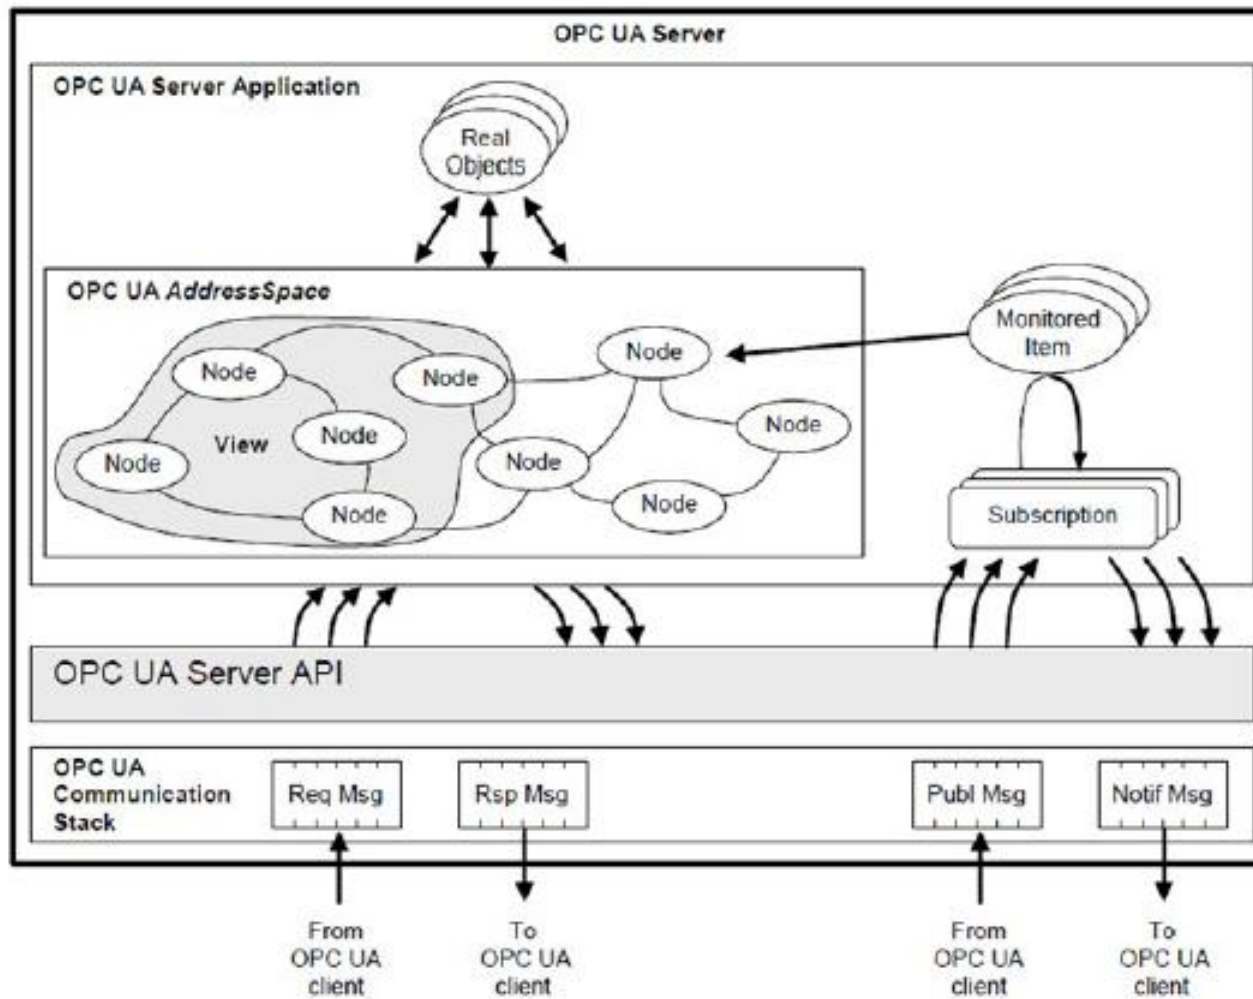 OPC UA Server
OPC UA Server Application
Real
Objects
OPC UA AddressSpace
Monitored
Item
Node
Node
Node
Node
Node
View
Node
Node
Node
Node
Subscription
OPC UA Server API
OPC UA
Communication
Stack
Req Msg
Rsp Msg
Publ Msg
Notif Msg
From
OPC UA
client
To
OPC UA
client
From
OPC UA
client
To
OPC UA
client